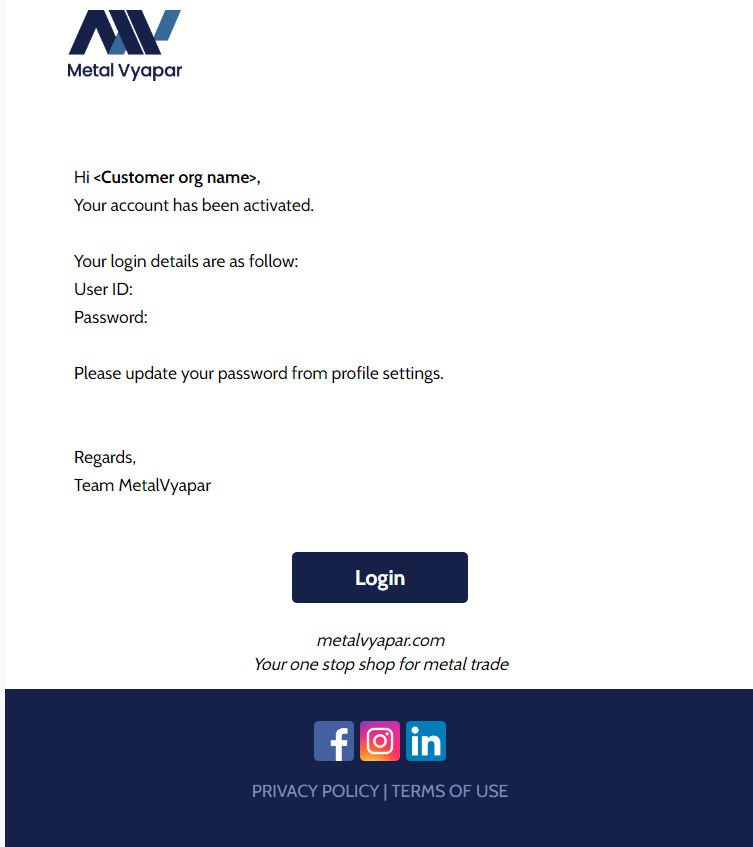 Metal Vyapar
Hi <Customer org name>,
Your account has been activated.
Your login details are as follow:
User ID:
Password:
Please update your password from profile settings.
Regards,
Team MetalVyapar
Login
metalvyapar.com
Your one stop shop for metal trade
f in
PRIVACY POLICY | TERMS OF USE